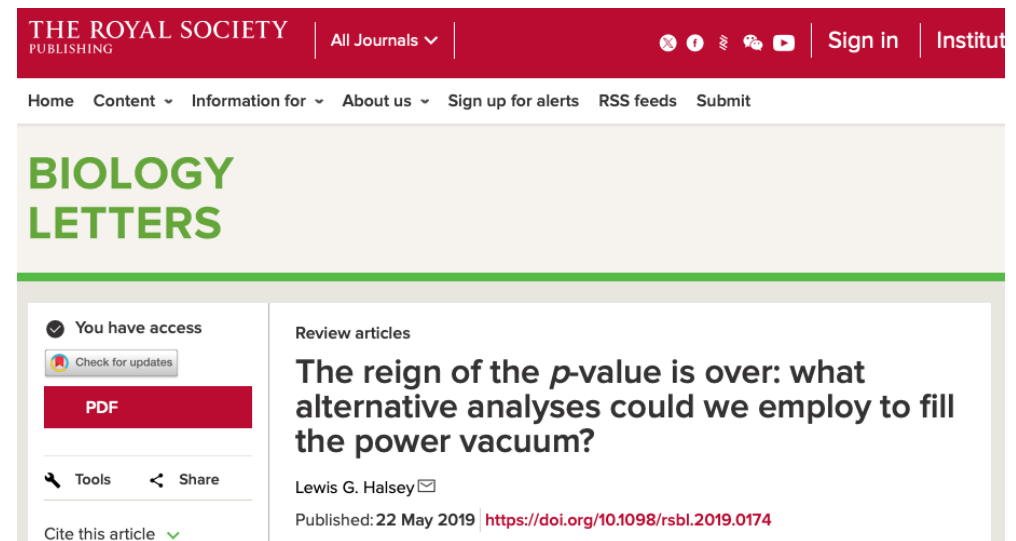 THE ROYAL SOCIETY
PUBLISHING
All Journals
Sign in
Institut
Home Content Information for About us Sign up for alerts RSS feeds Submit
BIOLOGY
LETTERS
You have access
Check for updates
PDF
Tools Share
Cite this article
Review articles
The reign of the p-value is over: what
alternative analyses could we employ to fill
the power vacuum?
Lewis G. Halsey
Published: 22 May 2019 https://doi.org/10.1098/rsbl.2019.0174